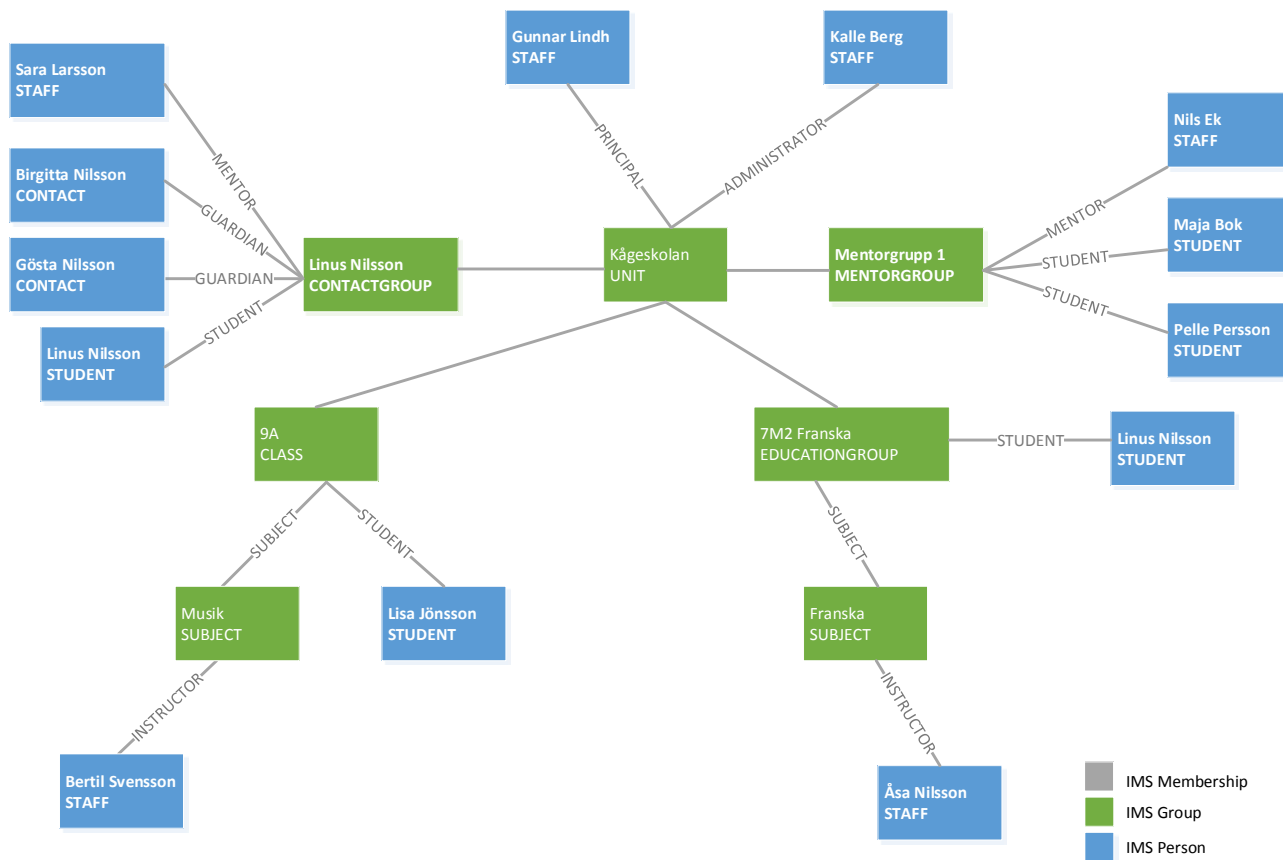 Gunnar Lindh
STAFF
Kalle Berg
STAFF
Sara Larsson
STAFF
Nils Ek
STAFF
PRINCIPAL
ADMINISTRATOR
MENTOR
Birgitta Nilsson
CONTACT
GUARDIAN
MENTOR
Maja Bok
STUDENT
STUDENT
Gösta Nilsson
CONTACT
GUARDIAN
Linus Nilsson
CONTACTGROUP
Kågeskolan
UNIT
Mentorgrupp 1
MENTORGROUP
STUDENT
Pelle Persson
STUDENT
STUDENT
Linus Nilsson
STUDENT
9A
CLASS
7M2 Franska
EDUCATIONGROUP
STUDENT
Linus Nilsson
STUDENT
SUBJECT
STUDENT
SUBJECT
Musik
SUBJECT
Lisa Jönsson
STUDENT
Franska
SUBJECT
INSTRUCTOR
INSTRUCTOR
Bertil Svensson
STAFF
Åsa Nilsson
STAFF
IMS Membership
IMS Group
IMS Person